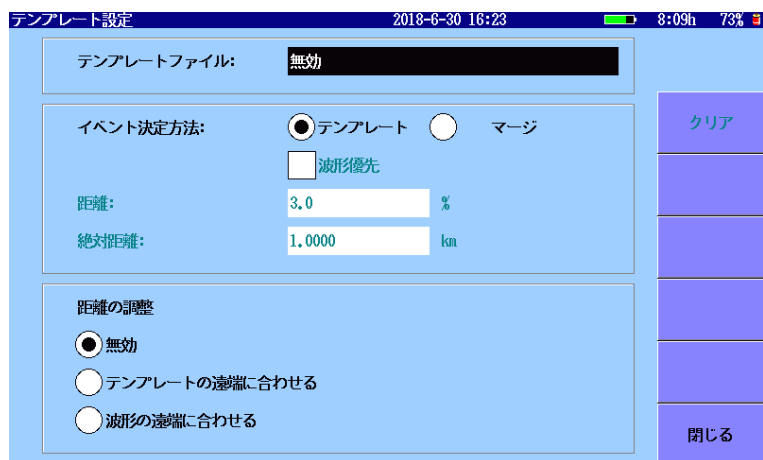 テンプレート設定 2018-6-30 16:23 8:09h 73%
テンプレートファイル: 無効
イベント決定方法: テンプレート マージ
波形優先
距離: 3.0 %
絶対距離: 1.0000 km
距離の調整
無効
テンプレートの遠端に合わせる
波形の遠端に合わせる
クリア
閉じる